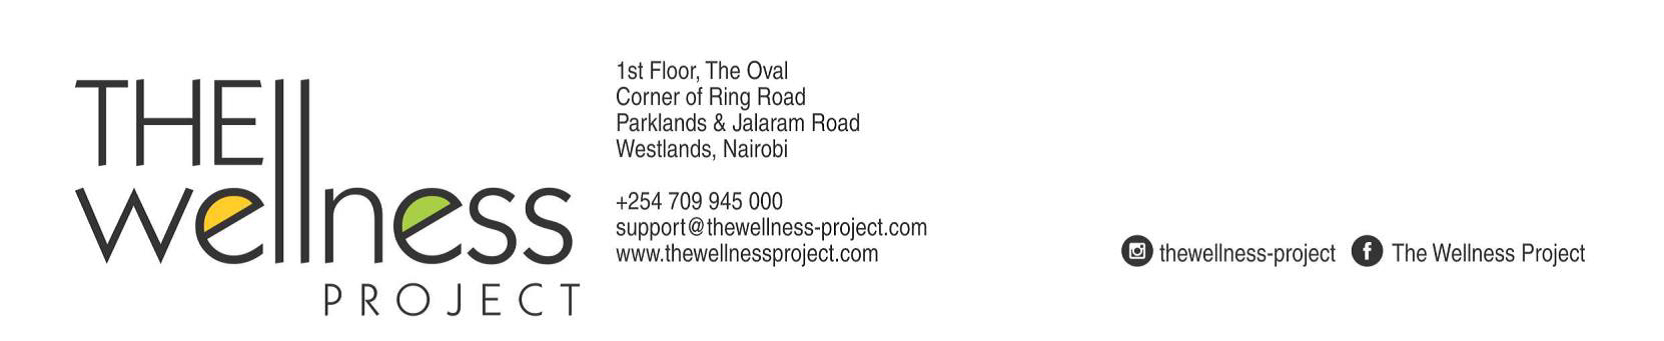 THE
wellness
PROJECT
1st Floor, The Oval
Corner of Ring Road
Parklands & Jalaram Road
Westlands, Nairobi
+254 709 945 000
support@thewellness-project.com
www.thewellnessproject.com
thewellness-project The Wellness Project